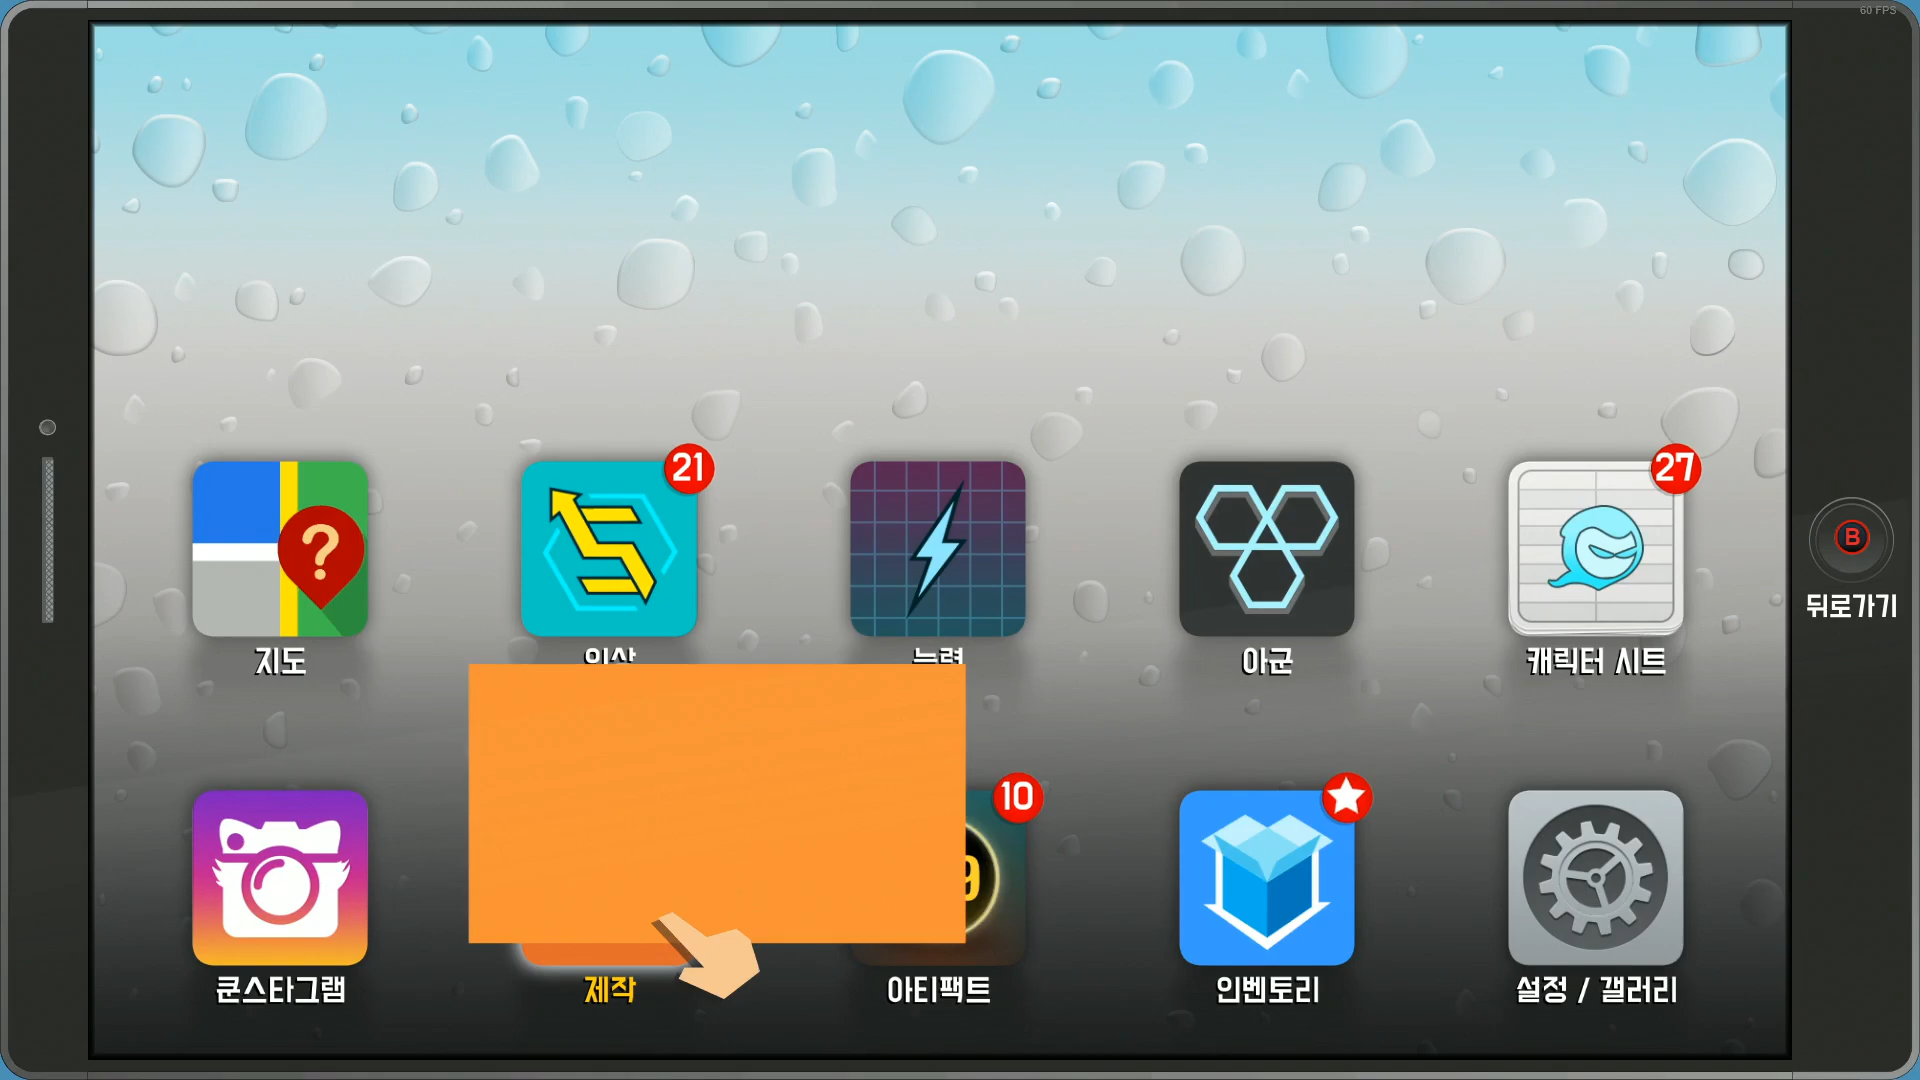 60 FPS
21
27
B
뒤로가기
지도
아군
캐릭터 시트
10
쿤스타그램
제작
아티팩트
인벤토리
설정 / 갤러리